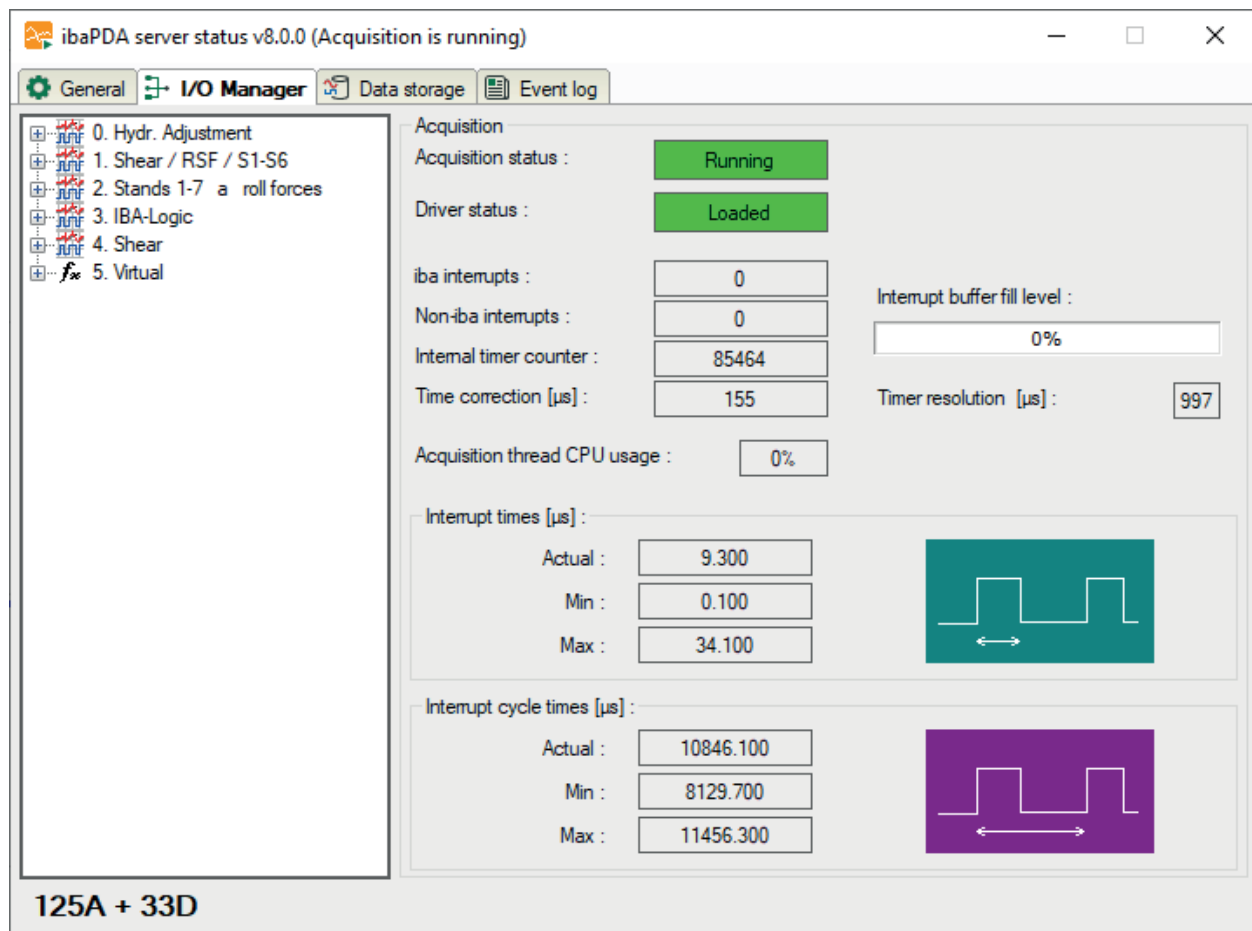 ibaPDA server status v8.0.0 (Acquisition is running)
General I/O Manager Data storage Event log
0. Hydr. Adjustment
1. Shear / RSF / S1-S6
2. Stands 1-7 a roll forces
3. IBA-Logic
4. Shear
fx 5. Virtual
Acquisition
Acquisition status : Running
Driver status : Loaded
iba interrupts : 0
Non-iba interrupts : 0
Internal timer counter : 85464
Time correction [µs] : 155
Interrupt buffer fill level :
0%
Timer resolution [µs] : 997
Acquisition thread CPU usage : 0%
Interrupt times [µs] :
Actual : 9.300
Min : 0.100
Max : 34.100
Interrupt cycle times [µs] :
Actual : 10846.100
Min : 8129.700
Max : 11456.300
125A + 33D